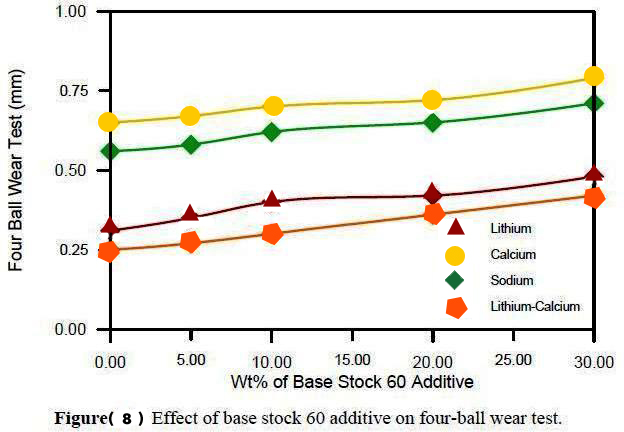 1.00
0.75
0.50
0.25
0.00
Four Ball Wear Test (mm)
Lithium
Calcium
Sodium
Lithium-Calcium
0.00 5.00 10.00 15.00 20.00 25.00 30.00
Wt% of Base Stock 60 Additive
Figure( 8 ) Effect of base stock 60 additive on four-ball wear test.